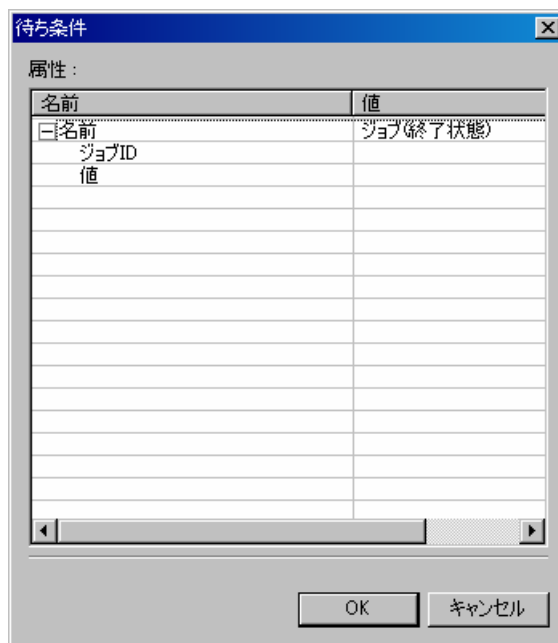 待ち条件
属性：
名前 値
名前 ジョブ(終了状態)
ジョブID
値
OK キャンセル